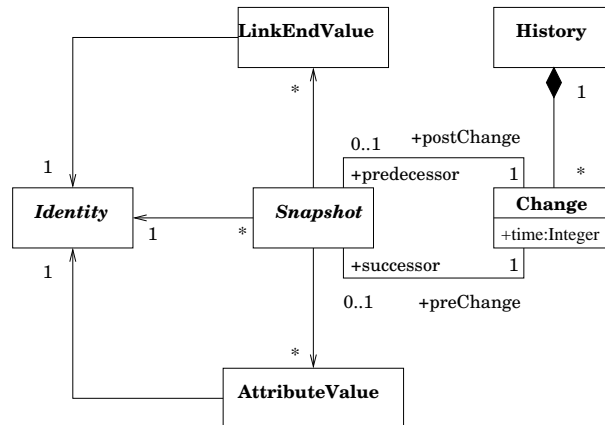 LinkEndValue
History
*
1
0..1
+postChange
1
+predecessor
1
*
Identity
Snapshot
Change
1
*
+time:Integer
1
+successor
1
0..1
+preChange
*
AttributeValue